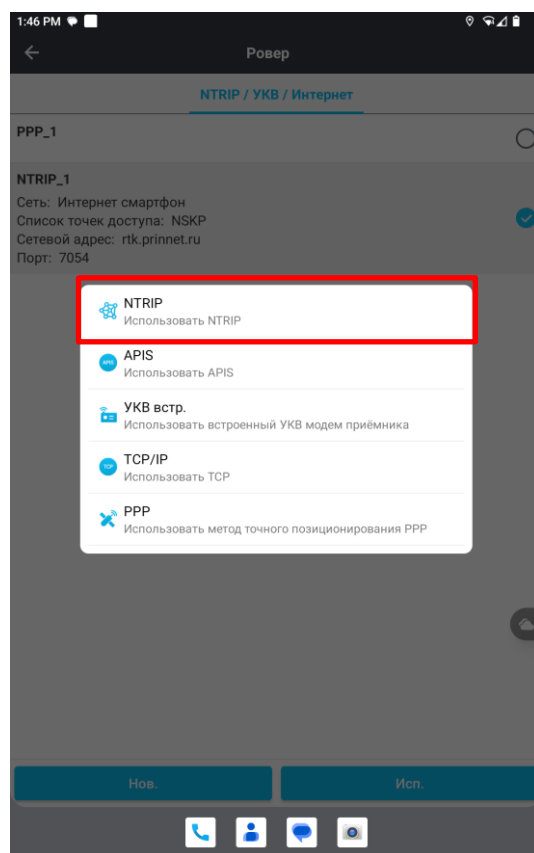 1:46 PM
Ровер
NTRIP / УКВ / Интернет
PPP_1
NTRIP_1
Сеть: Интернет смартфон
Список точек доступа: NSKP
Сетевой адрес: rtk.prinnet.ru
Порт: 7054
NTRIP
Использовать NTRIP
APIS
APIS
Использовать APIS
УКВ встр.
Использовать встроенный УКВ модем приёмника
TCP
TCP/IP
Использовать TCP
PPP
Использовать метод точного позиционирования PPP
Нов.
Исп.